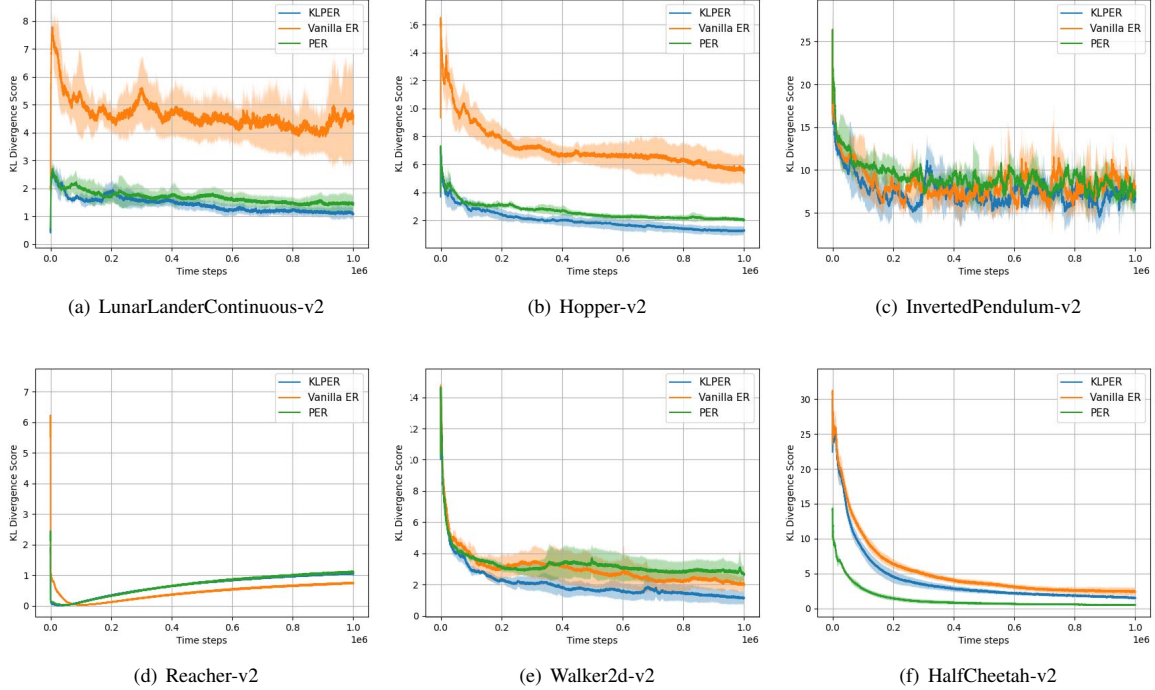 8
7
6
5
4
3
2
1
0
KL Divergence Score
KLPER
Vanilla ER
PER
0.0 0.2 0.4 0.6 0.8 1.0
Time steps
1e6
(a) LunarLanderContinuous-v2
16
14
12
10
8
6
4
2
KL Divergence Score
KLPER
Vanilla ER
PER
0.0 0.2 0.4 0.6 0.8 1.0
Time steps
1e6
(b) Hopper-v2
30
25
20
15
10
5
KL Divergence Score
KLPER
Vanilla ER
PER
0.0 0.2 0.4 0.6 0.8 1.0
Time steps
1e6
(c) InvertedPendulum-v2
7
6
5
4
3
2
1
0
KL Divergence Score
KLPER
Vanilla ER
PER
0.0 0.2 0.4 0.6 0.8 1.0
Time steps
1e6
(d) Reacher-v2
14
12
10
8
6
4
2
0
KL Divergence Score
KLPER
Vanilla ER
PER
0.0 0.2 0.4 0.6 0.8 1.0
Time steps
1e6
(e) Walker2d-v2
30
25
20
15
10
5
0
KL Divergence Score
KLPER
Vanilla ER
PER
0.0 0.2 0.4 0.6 0.8 1.0
Time steps
1e6
(f) HalfCheetah-v2